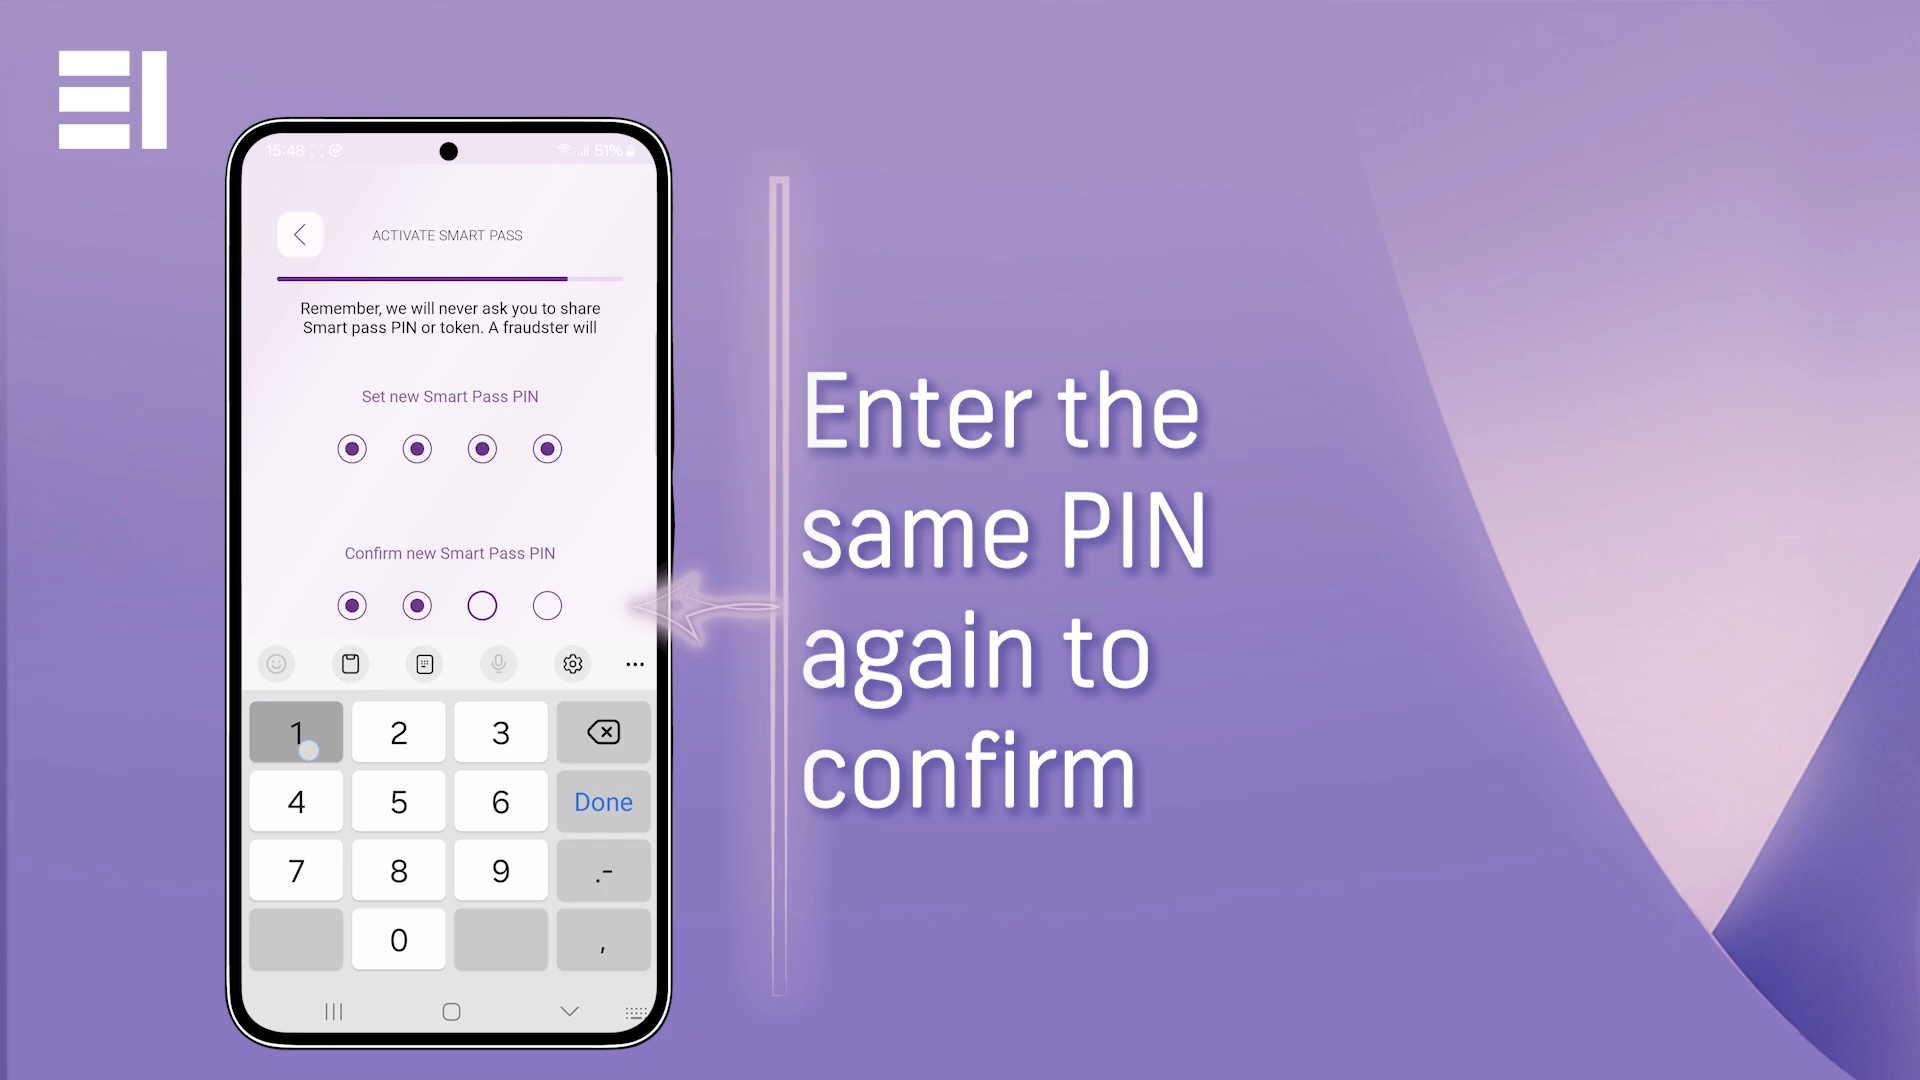 15:48
51%
ACTIVATE SMART PASS
Remember, we will never ask you to share
Smart pass PIN or token. A fraudster will
Set new Smart Pass PIN
Confirm new Smart Pass PIN
1 2 3
4 5 6 Done
7 8 9 .-
0 ,
Enter the
same PIN
again to
confirm